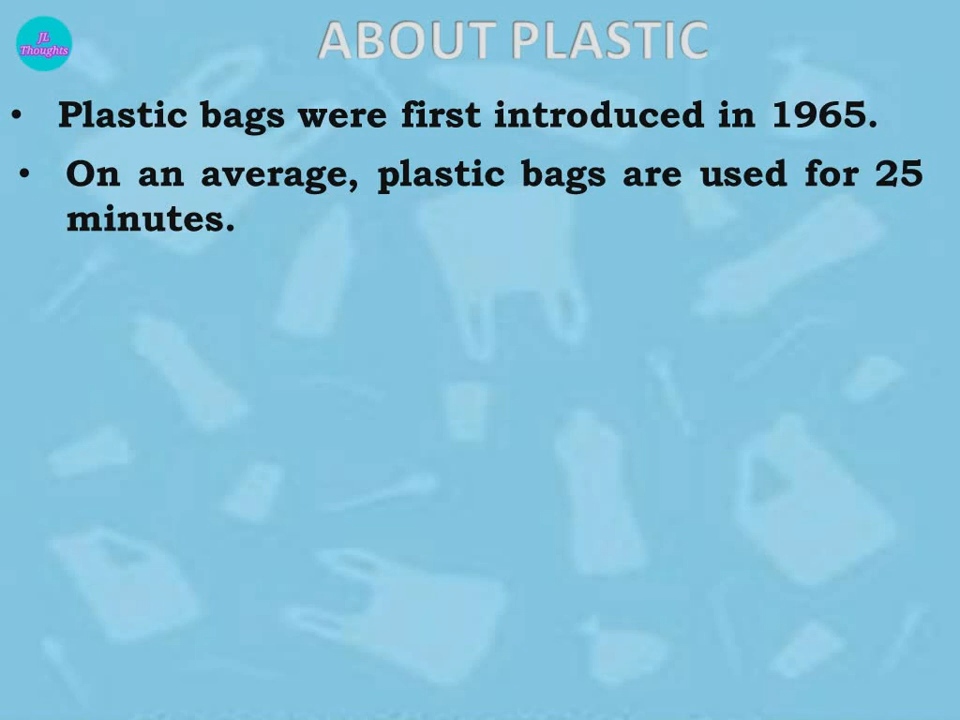 JL
Thoughts
ABOUT PLASTIC
• Plastic bags were first introduced in 1965.
• On an average, plastic bags are used for 25
minutes.